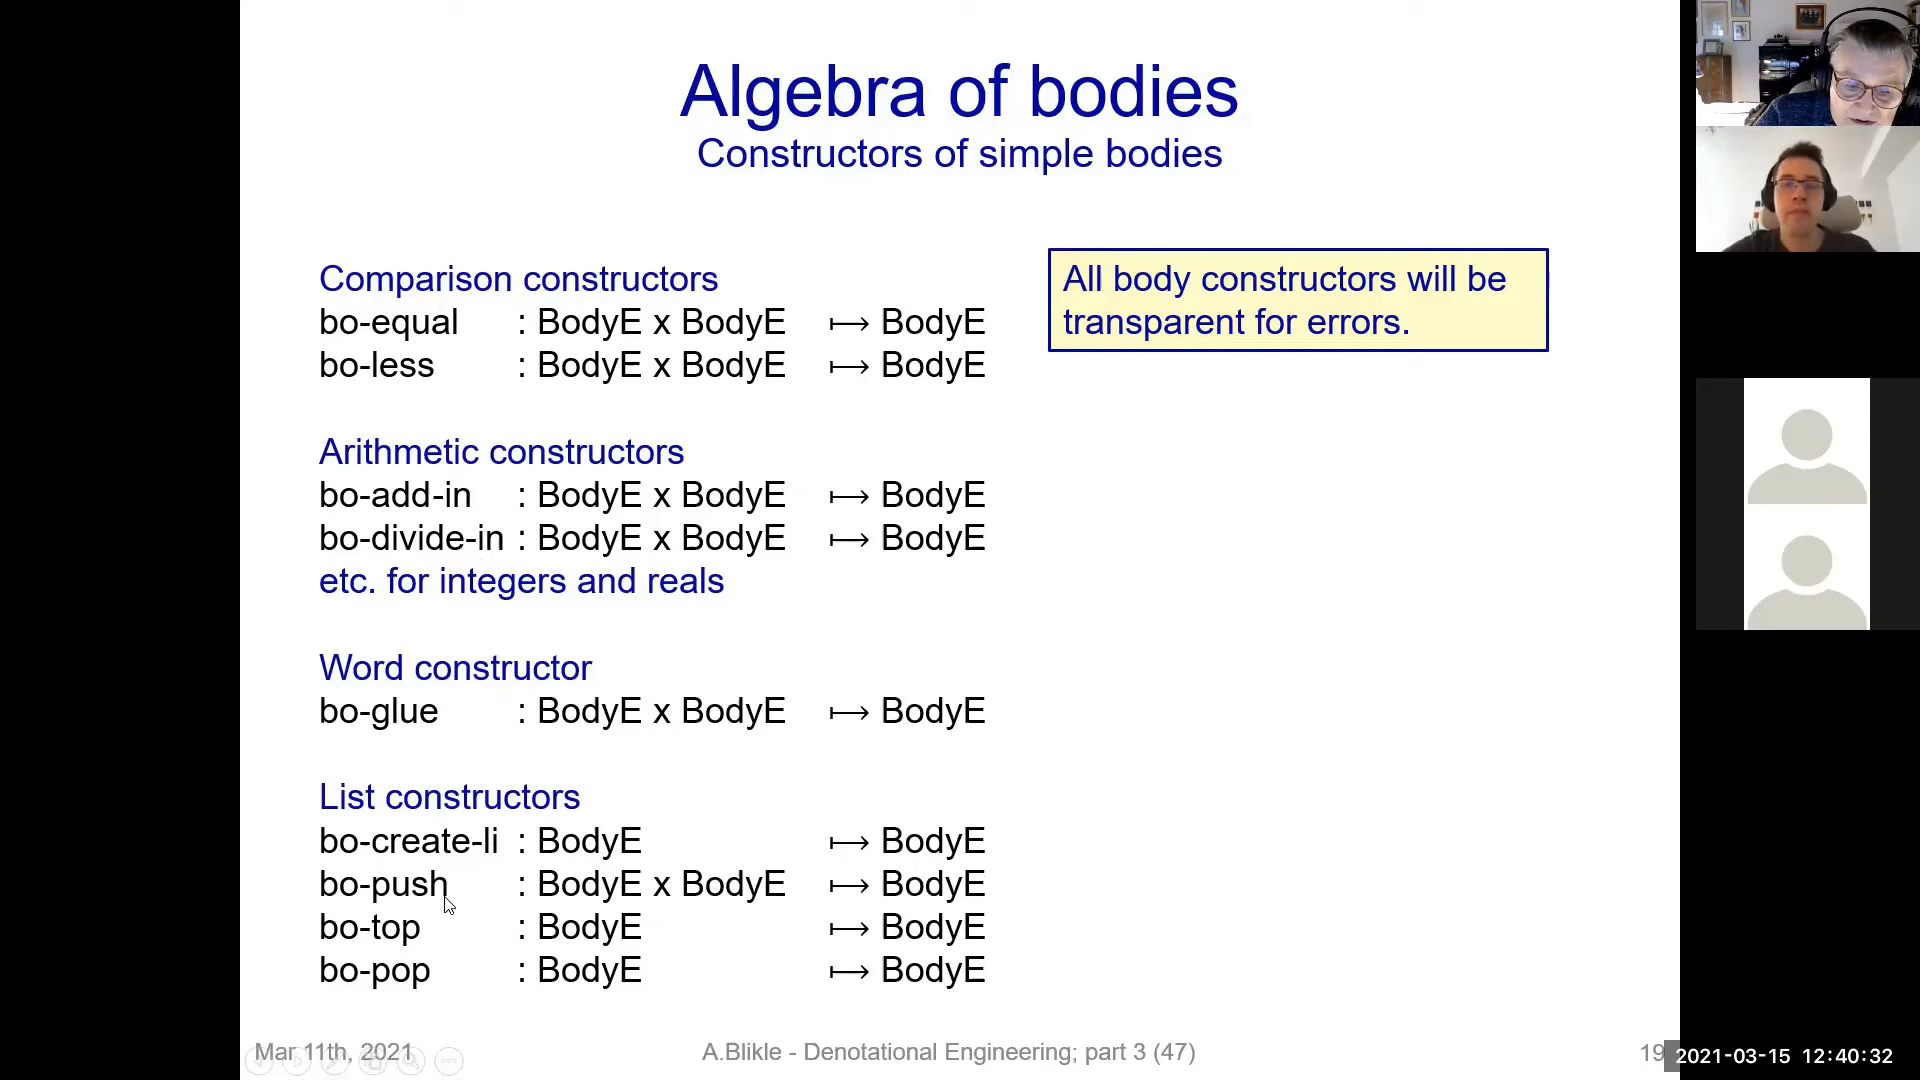 Algebra of bodies
Constructors of simple bodies
Comparison constructors
bo-equal : BodyE x BodyE ⟼ BodyE
bo-less : BodyE x BodyE ⟼ BodyE
All body constructors will be
transparent for errors.
Arithmetic constructors
bo-add-in : BodyE x BodyE ⟼ BodyE
bo-divide-in : BodyE x BodyE ⟼ BodyE
etc. for integers and reals
Word constructor
bo-glue : BodyE x BodyE ⟼ BodyE
List constructors
bo-create-li : BodyE ⟼ BodyE
bo-push : BodyE x BodyE ⟼ BodyE
bo-top : BodyE ⟼ BodyE
bo-pop : BodyE ⟼ BodyE
Mar 11th, 2021 A.Blikle - Denotational Engineering; part 3 (47) 19
2021-03-15 12:40:32